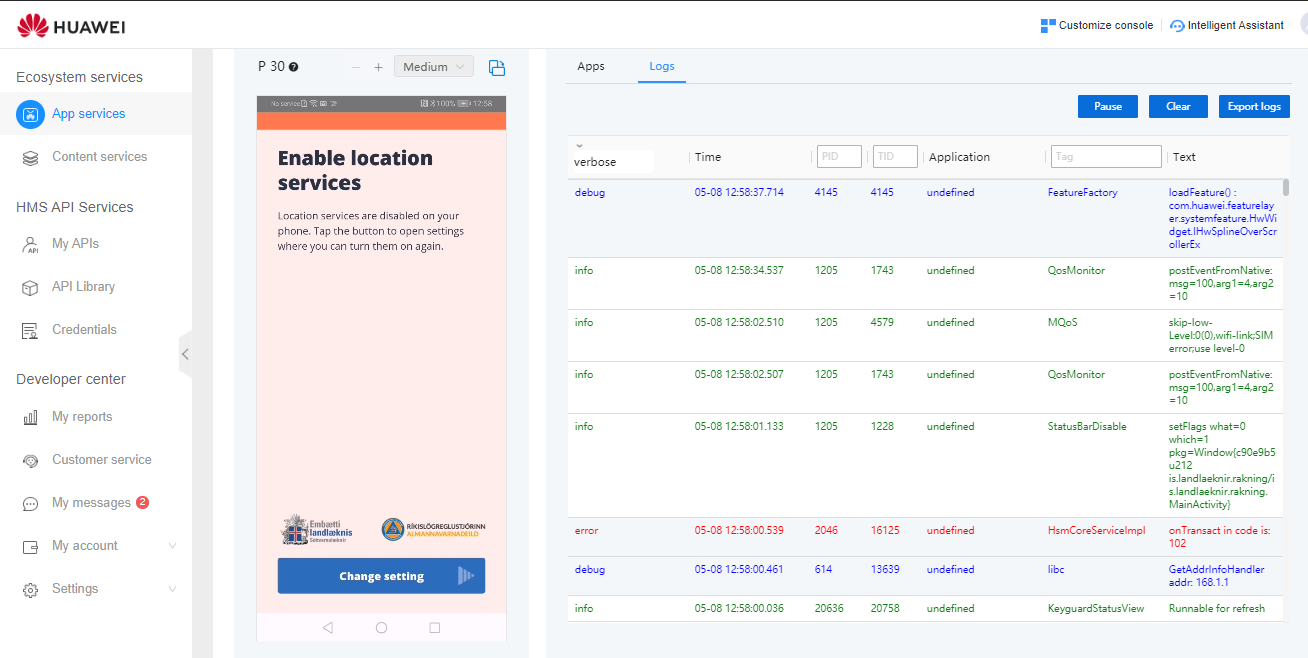 HUAWEI
Customize console
Intelligent Assistant
Ecosystem services
App services
Content services
HMS API Services
My APIs
API Library
Credentials
Developer center
My reports
Customer service
My messages 2
My account
Settings
P 30 ?
− + Medium
No service 100% 12:58
Enable location
services
Location services are disabled on your
phone. Tap the button to open settings
where you can turn them on again.
Embætti
landlæknis
Sóttvarnalæknir
RÍKISLÖGREGLUSTJÓRINN
ALMANNAVARNADEILD
Change setting
Apps Logs
Pause Clear Export logs
verbose Time PID TID Application Tag Text
debug 05-08 12:58:37.714 4145 4145 undefined FeatureFactory loadFeature() :
com.huawei.featurelay
er.systemfeature.HwWi
dget.IHwSplineOverScr
ollerEx
info 05-08 12:58:34.537 1205 1743 undefined QosMonitor postEventFromNative:
msg=100,arg1=4,arg2
=10
info 05-08 12:58:02.510 1205 4579 undefined MQoS skip-low-
Level:0(0),wifi-link;SIM
error;use level-0
info 05-08 12:58:02.507 1205 1743 undefined QosMonitor postEventFromNative:
msg=100,arg1=4,arg2
=10
info 05-08 12:58:01.133 1205 1228 undefined StatusBarDisable setFlags what=0
which=1
pkg=Window{c90e9b5
u212
is.landlaeknir.rakning/i
s.landlaeknir.rakning.
MainActivity}
error 05-08 12:58:00.539 2046 16125 undefined HsmCoreServiceImpl onTransact in code is:
102
debug 05-08 12:58:00.461 614 13639 undefined libc GetAddrInfoHandler
addr: 168.1.1
info 05-08 12:58:00.036 20636 20758 undefined KeyguardStatusView Runnable for refresh